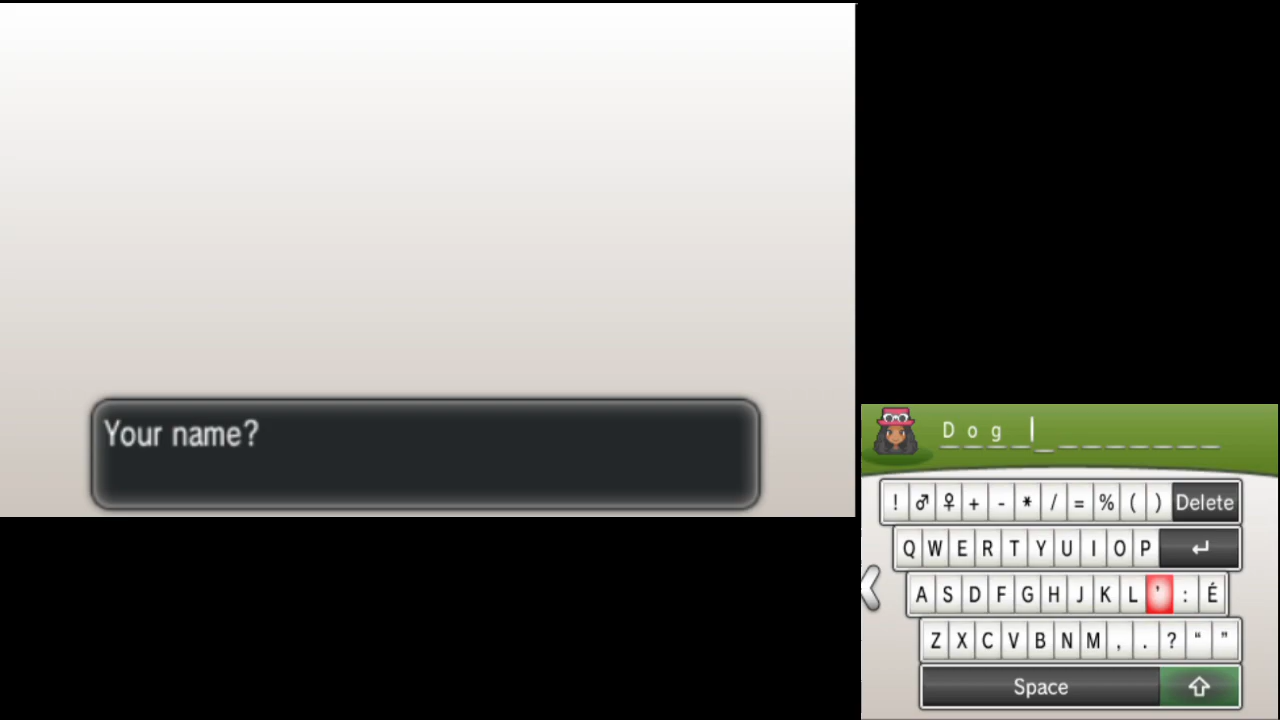 Your name?
Dog
! ♂ ♀ + - * / = % ( ) Delete
Q W E R T Y U I O P ↵
A S D F G H J K L ' : É
Z X C V B N M , . ? “ ”
Space ⇧